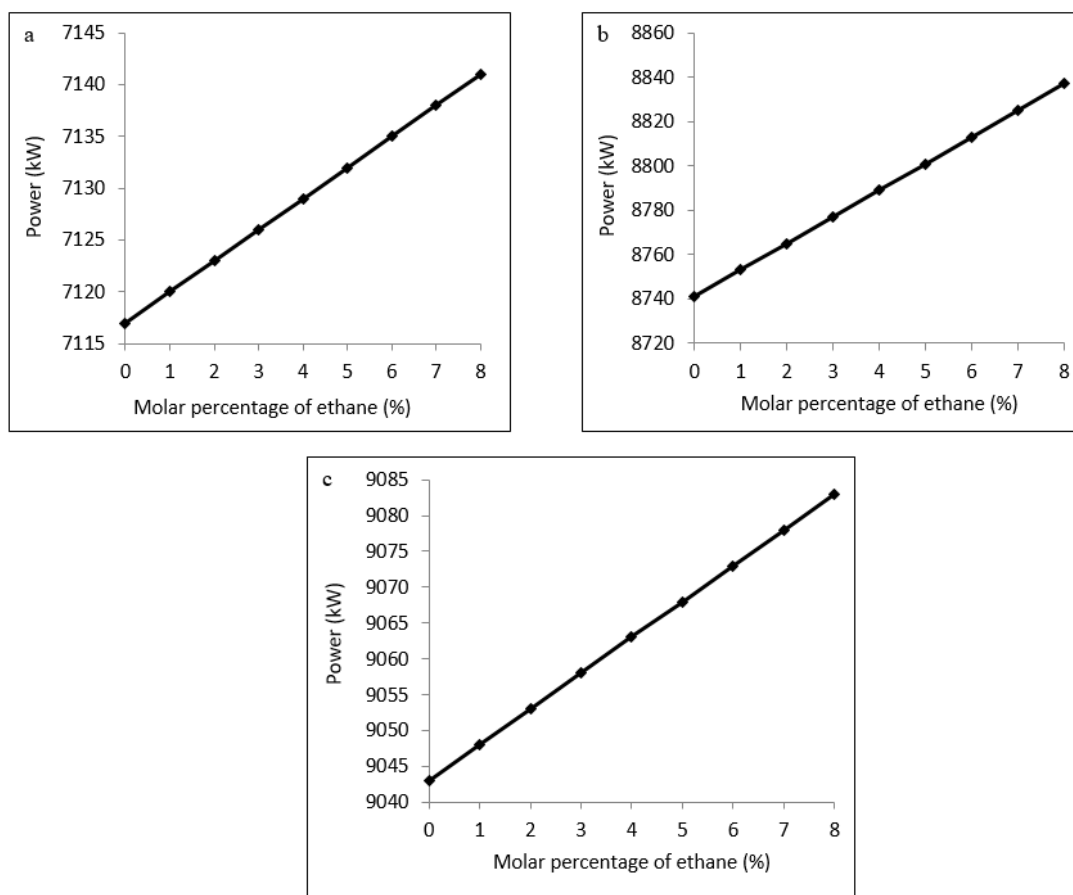 a
7145
7140
7135
7130
7125
7120
7115
Power (kW)
0 1 2 3 4 5 6 7 8
Molar percentage of ethane (%)
b
8860
8840
8820
8800
8780
8760
8740
8720
Power (kW)
0 1 2 3 4 5 6 7 8
Molar percentage of ethane (%)
c
9085
9080
9075
9070
9065
9060
9055
9050
9045
9040
Power (kW)
0 1 2 3 4 5 6 7 8
Molar percentage of ethane (%)